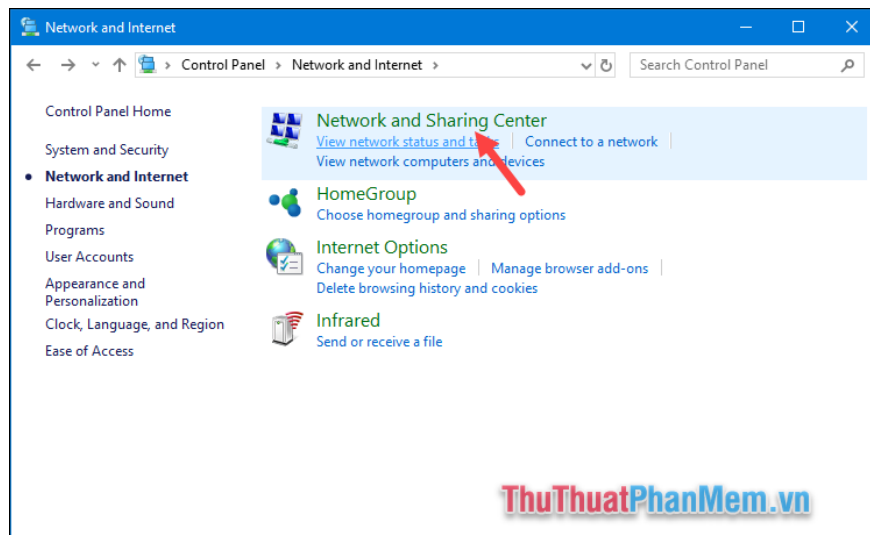 Network and Internet
Control Panel > Network and Internet >
Search Control Panel
Control Panel Home
System and Security
Network and Internet
Hardware and Sound
Programs
User Accounts
Appearance and
Personalization
Clock, Language, and Region
Ease of Access
Network and Sharing Center
View network status and tasks | Connect to a network |
View network computers and devices
HomeGroup
Choose homegroup and sharing options
Internet Options
Change your homepage | Manage browser add-ons |
Delete browsing history and cookies
Infrared
Send or receive a file
ThuThuatPhanMem.vn